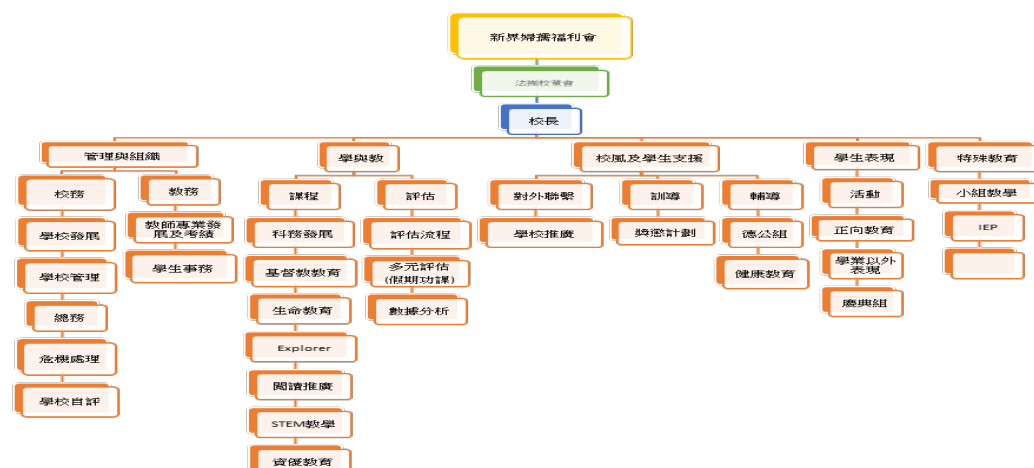 新界婦孺福利會
法團校董會
校長
管理與組織
學與教
校風及學生支援
學生表現
特殊教育
校務
教務
課程
評估
對外聯繫
訓導
輔導
活動
小組教學
學校發展
教師專業發
展及考績
科務發展
評估流程
學校推廣
獎懲計劃
德公組
正向教育
IEP
學校管理
學生事務
基督教教育
多元評估
(假期功課)
健康教育
學業以外
表現
總務
生命教育
數據分析
慶典組
危機處理
Explorer
學校自評
閱讀推廣
STEM教學
資優教育